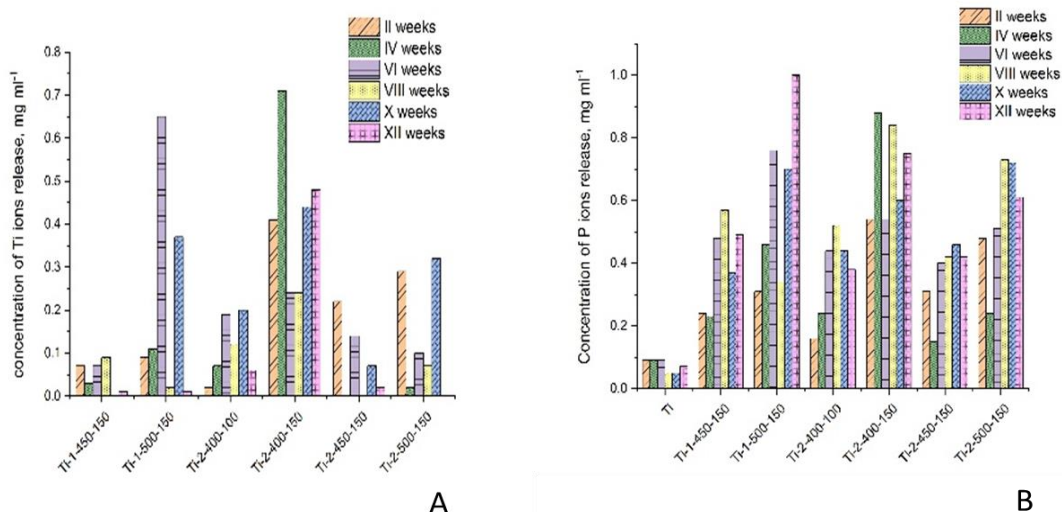 II weeks
IV weeks
VI weeks
VIII weeks
X weeks
XII weeks
concentration of Ti ions release, mg ml⁻¹
0.8
0.7
0.6
0.5
0.4
0.3
0.2
0.1
0.0
Ti-1-450-150
Ti-1-500-150
Ti-2-400-100
Ti-2-400-150
Ti-2-450-150
Ti-2-500-150
A
II weeks
IV weeks
VI weeks
VIII weeks
X weeks
XII weeks
Concentration of P ions release, mg ml⁻¹
1.0
0.8
0.6
0.4
0.2
0.0
Ti
Ti-1-450-150
Ti-1-500-150
Ti-2-400-100
Ti-2-400-150
Ti-2-450-150
Ti-2-500-150
B